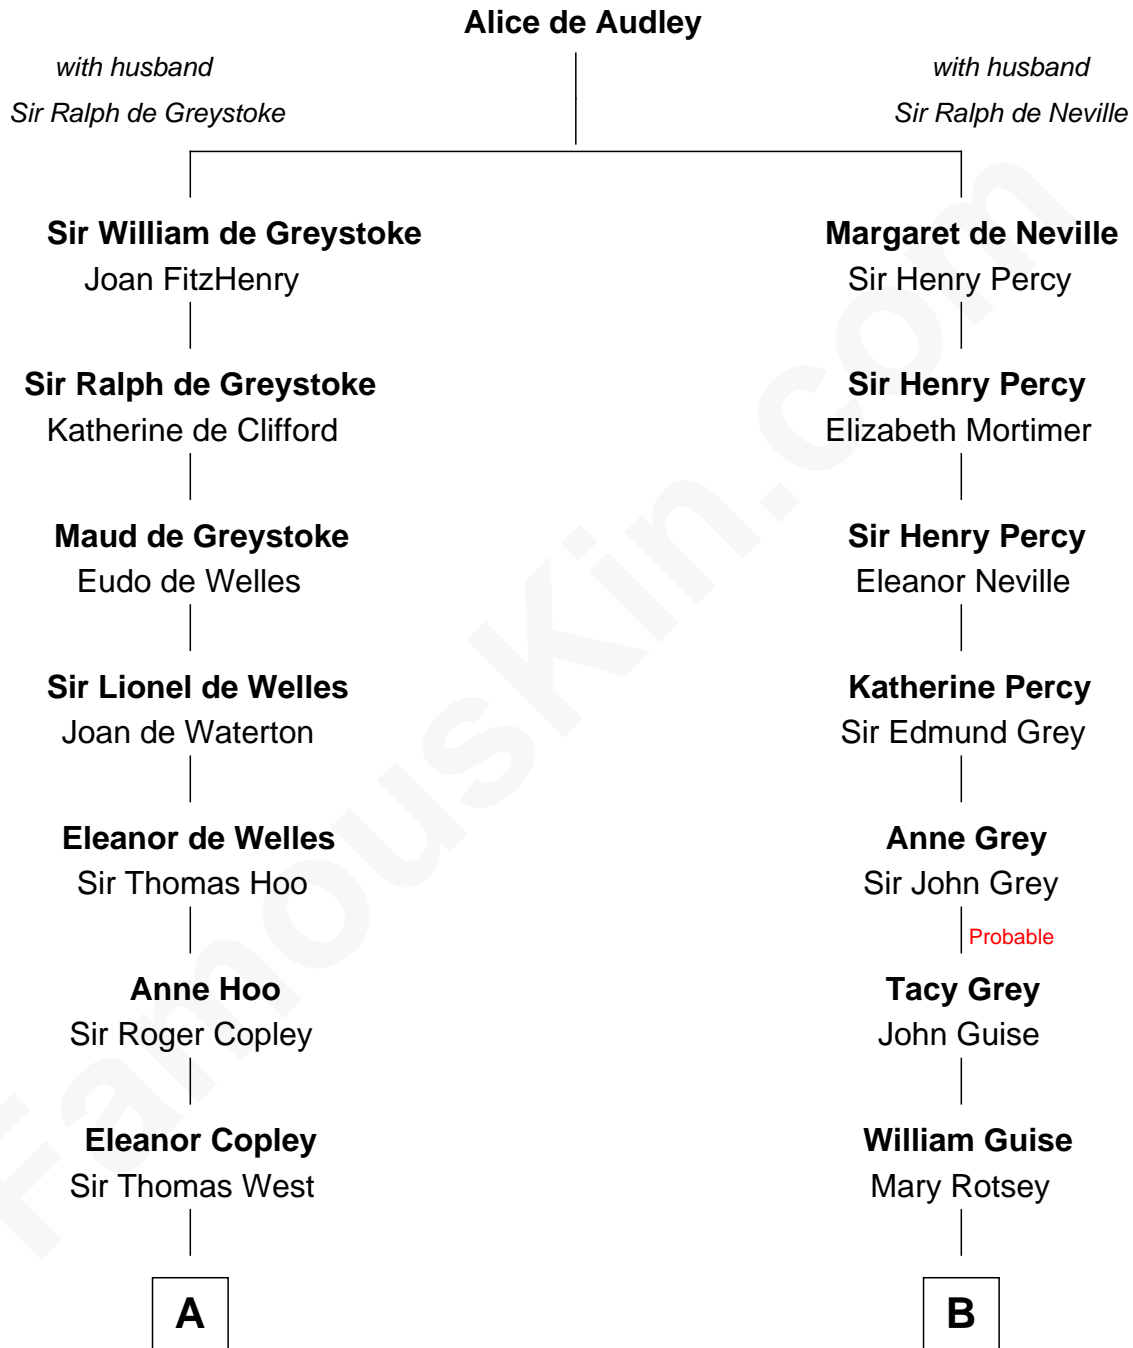 Alice de Audley
with husband
Sir Ralph de Greystoke
with husband
Sir Ralph de Neville
Sir William de Greystoke
Joan FitzHenry
Margaret de Neville
Sir Henry Percy
Sir Ralph de Greystoke
Katherine de Clifford
Sir Henry Percy
Elizabeth Mortimer
Maud de Greystoke
Eudo de Welles
Sir Henry Percy
Eleanor Neville
Sir Lionel de Welles
Joan de Waterton
Katherine Percy
Sir Edmund Grey
Eleanor de Welles
Sir Thomas Hoo
Anne Grey
Sir John Grey
Probable
Anne Hoo
Sir Roger Copley
Tacy Grey
John Guise
Eleanor Copley
Sir Thomas West
William Guise
Mary Rotsey
A
B
FamousKin.com